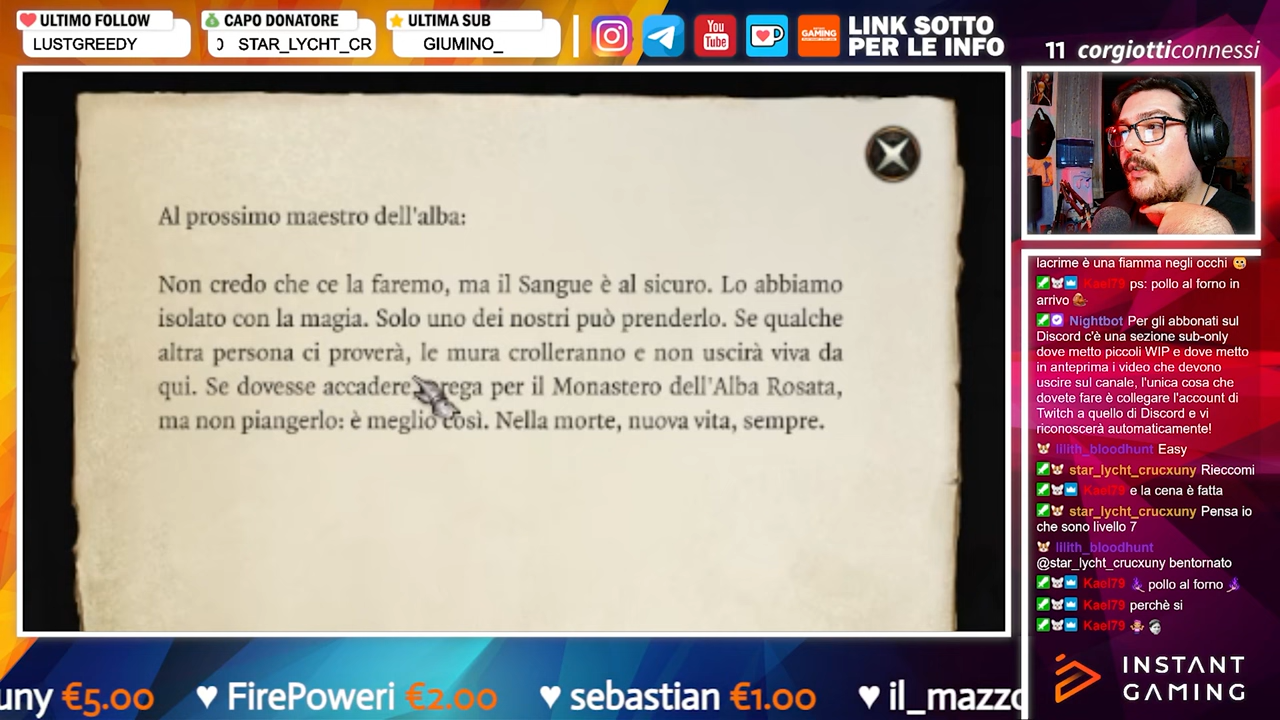 ULTIMO FOLLOW
LUSTGREEDY
CAPO DONATORE
STAR_LYCHT_CR
ULTIMA SUB
GIUMINO_
You Tube
GAMING
LINK SOTTO
PER LE INFO
11 corgiotticonnessi
Al prossimo maestro dell'alba:
Non credo che ce la faremo, ma il Sangue è al sicuro. Lo abbiamo
isolato con la magia. Solo uno dei nostri può prenderlo. Se qualche
altra persona ci proverà, le mura crolleranno e non uscirà viva da
qui. Se dovesse accadere, per il Monastero dell'Alba Rosata,
ma non piangerlo: è meglio così. Nella morte, nuova vita, sempre.
lacrime è una fiamma negli occhi
Kael79 ps: pollo al forno in
arrivo
Nightbot Per gli abbonati sul
Discord c'è una sezione sub-only
dove metto piccoli WIP e dove metto
in anteprima i video che devono
uscire sul canale, l'unica cosa che
dovete fare è collegare l'account di
Twitch a quello di Discord e vi
riconoscerà automaticamente!
lilith_bloodhunt Easy
star_lycht_crucxuny Rieccomi
Kael79 e la cena è fatta
star_lycht_crucxuny Pensa io
che sono livello 7
lilith_bloodhunt
@star_lycht_crucxuny bentornato
Kael79 pollo al forno
Kael79 perchè si
Kael79
INSTANT
GAMING
uny €5.00 ♥ FirePoweri €2.00 ♥ sebastian €1.00 ♥ il_mazzo